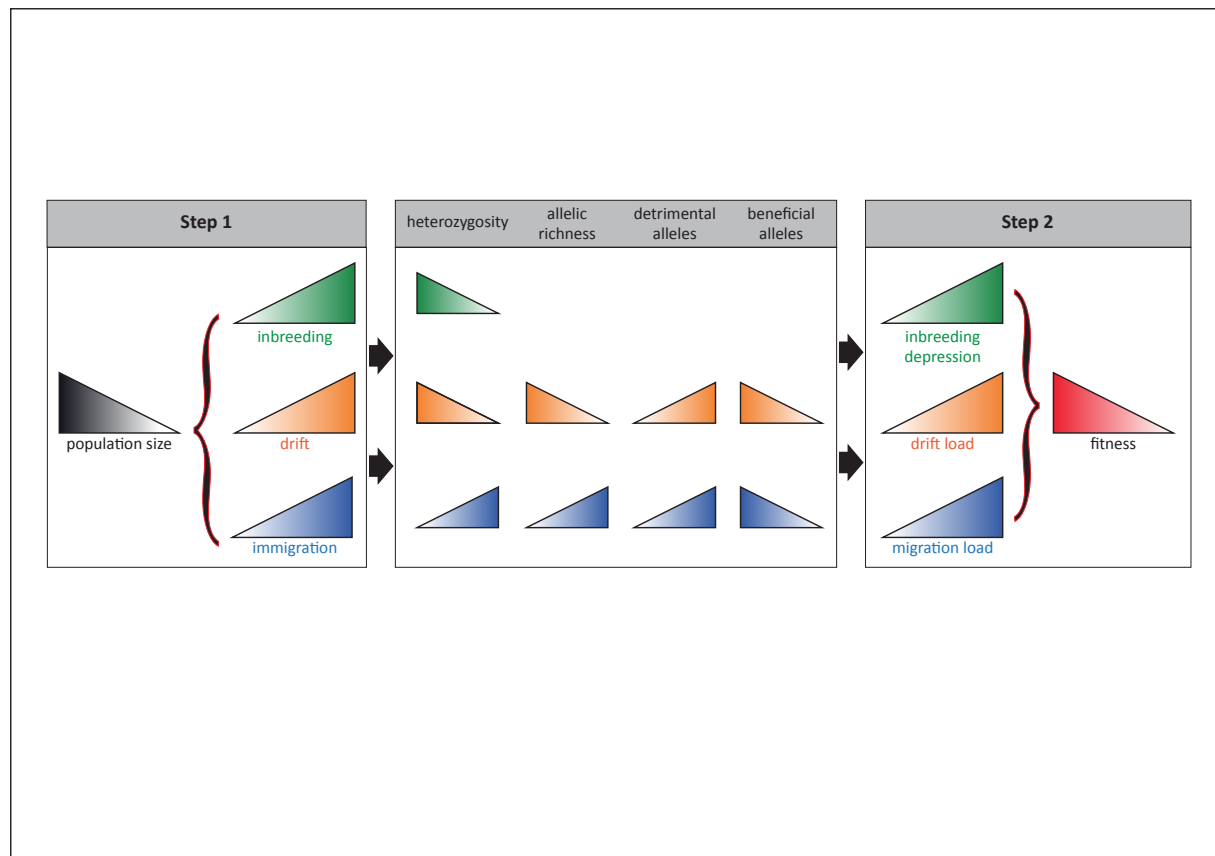 Step 1
heterozygosity
allelic
richness
detrimental
alleles
beneficial
alleles
Step 2
inbreeding
population size
drift
immigration
inbreeding
depression
drift load
fitness
migration load